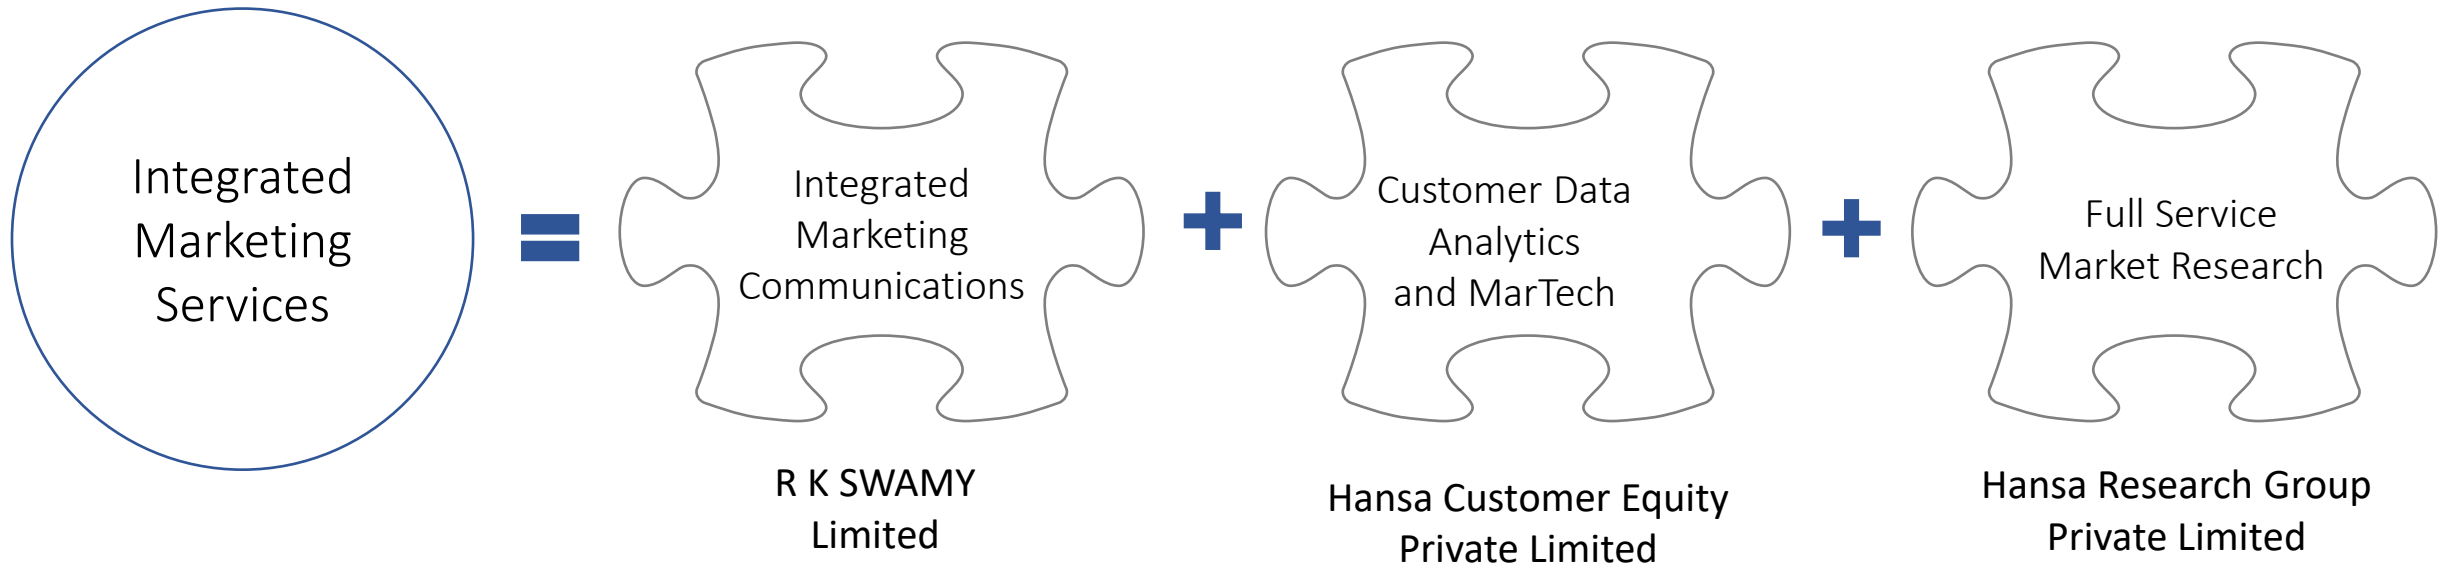 Integrated
Marketing
Services
=
Integrated
Marketing
Communications
R K SWAMY
Limited
+
Customer Data
Analytics
and MarTech
Hansa Customer Equity
Private Limited
+
Full Service
Market Research
Hansa Research Group
Private Limited